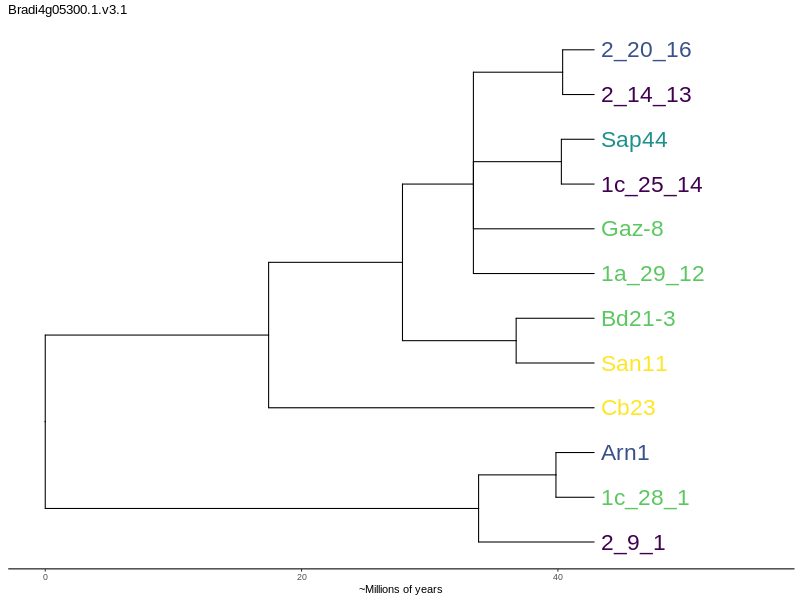 Bradi4g05300.1.v3.1
2_20_16
2_14_13
Sap44
1c_25_14
Gaz-8
1a_29_12
Bd21-3
San11
Cb23
Arn1
1c_28_1
2_9_1
0 20 40
~Millions of years